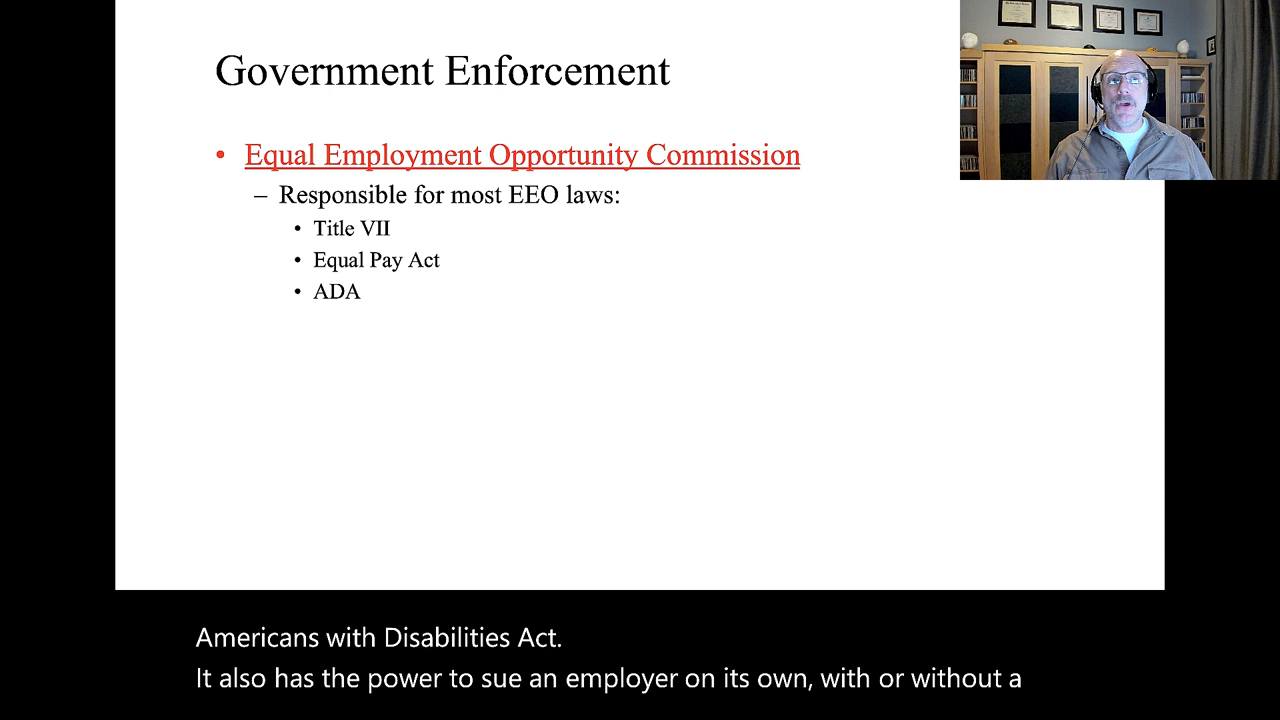 Government Enforcement
• Equal Employment Opportunity Commission
– Responsible for most EEO laws:
• Title VII
• Equal Pay Act
• ADA
Americans with Disabilities Act.
It also has the power to sue an employer on its own, with or without a